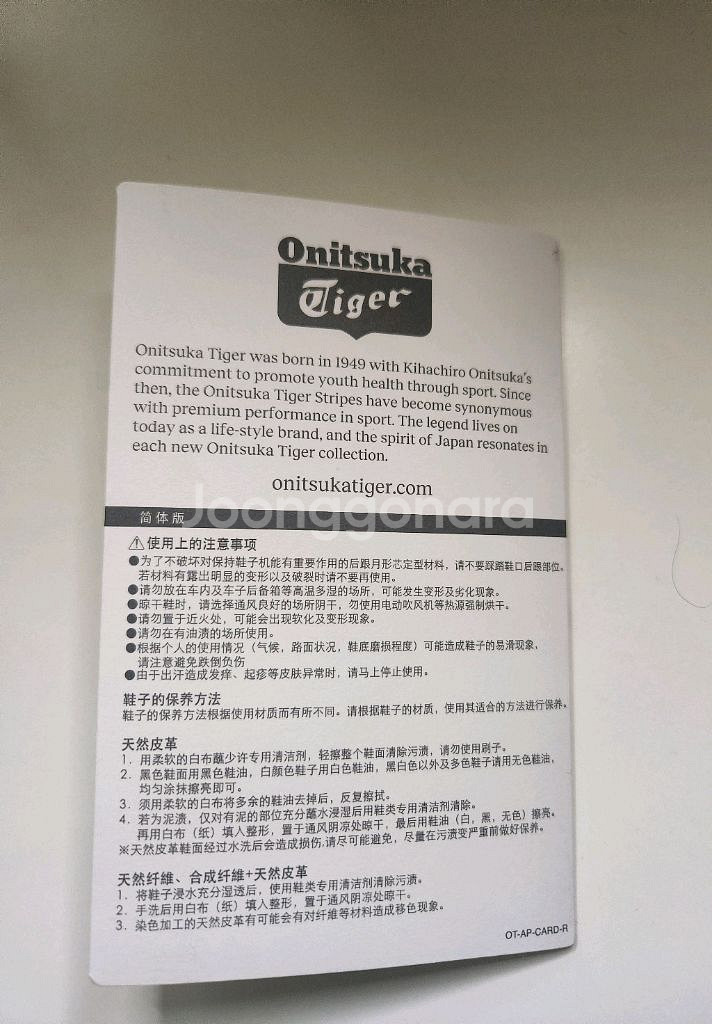 Onitsuka
Tiger
Onitsuka Tiger was born in 1949 with Kihachiro Onitsuka's
commitment to promote youth health through sport. Since
then, the Onitsuka Tiger Stripes have become synonymous
with premium performance in sport. The legend lives on
today as a life-style brand, and the spirit of Japan resonates in
each new Onitsuka Tiger collection.
onitsukatiger.com
Joonggonara
简体版
⚠使用上的注意事项
●为了不破坏对保持鞋子机能有重要作用的后跟月形芯定型材料，请不要踩踏鞋口后跟部位。
若材料有露出明显的变形以及破裂时请不要再使用。
●请勿放在车内及车子后备箱等高温多湿的场所，可能发生变形及劣化现象。
●晾干鞋时，请选择通风良好的场所阴干，勿使用电动吹风机等热源强制烘干。
●请勿置于近火处，可能会出现软化及变形现象。
●请勿在有油渍的场所使用。
●根据个人的使用情况（气候，路面状况，鞋底磨损程度）可能造成鞋子的易滑现象，
请注意避免跌倒负伤
●由于出汗造成发痒、起疹等皮肤异常时，请马上停止使用。
鞋子的保养方法
鞋子的保养方法根据使用材质而有所不同。请根据鞋子的材质，使用其适合的方法进行保养。
天然皮革
1. 用柔软的白布蘸少许专用清洁剂，轻擦整个鞋面清除污渍，请勿使用刷子。
2. 黑色鞋面用黑色鞋油，白颜色鞋子用白色鞋油，黑白色以外及多色鞋子请用无色鞋油，
均匀涂抹擦亮即可。
3. 须用柔软的白布将多余的鞋油去掉后，反复擦拭。
4. 若为泥渍，仅对有泥的部位充分蘸水浸湿后用鞋类专用清洁剂清除。
再用白布（纸）填入整形，置于通风阴凉处晾干，最后用鞋油（白，黑，无色）擦亮。
※天然皮革鞋面经过水洗后会造成损伤,请尽可能避免，尽量在污渍变严重前做好保养。
天然纤维、合成纤维+天然皮革
1. 将鞋子浸水充分湿透后，使用鞋类专用清洁剂清除污渍。
2. 手洗后用白布（纸）填入整形，置于通风阴凉处晾干。
3. 染色加工的天然皮革有可能会有对纤维等材料造成移色现象。
OT-AP-CARD-R